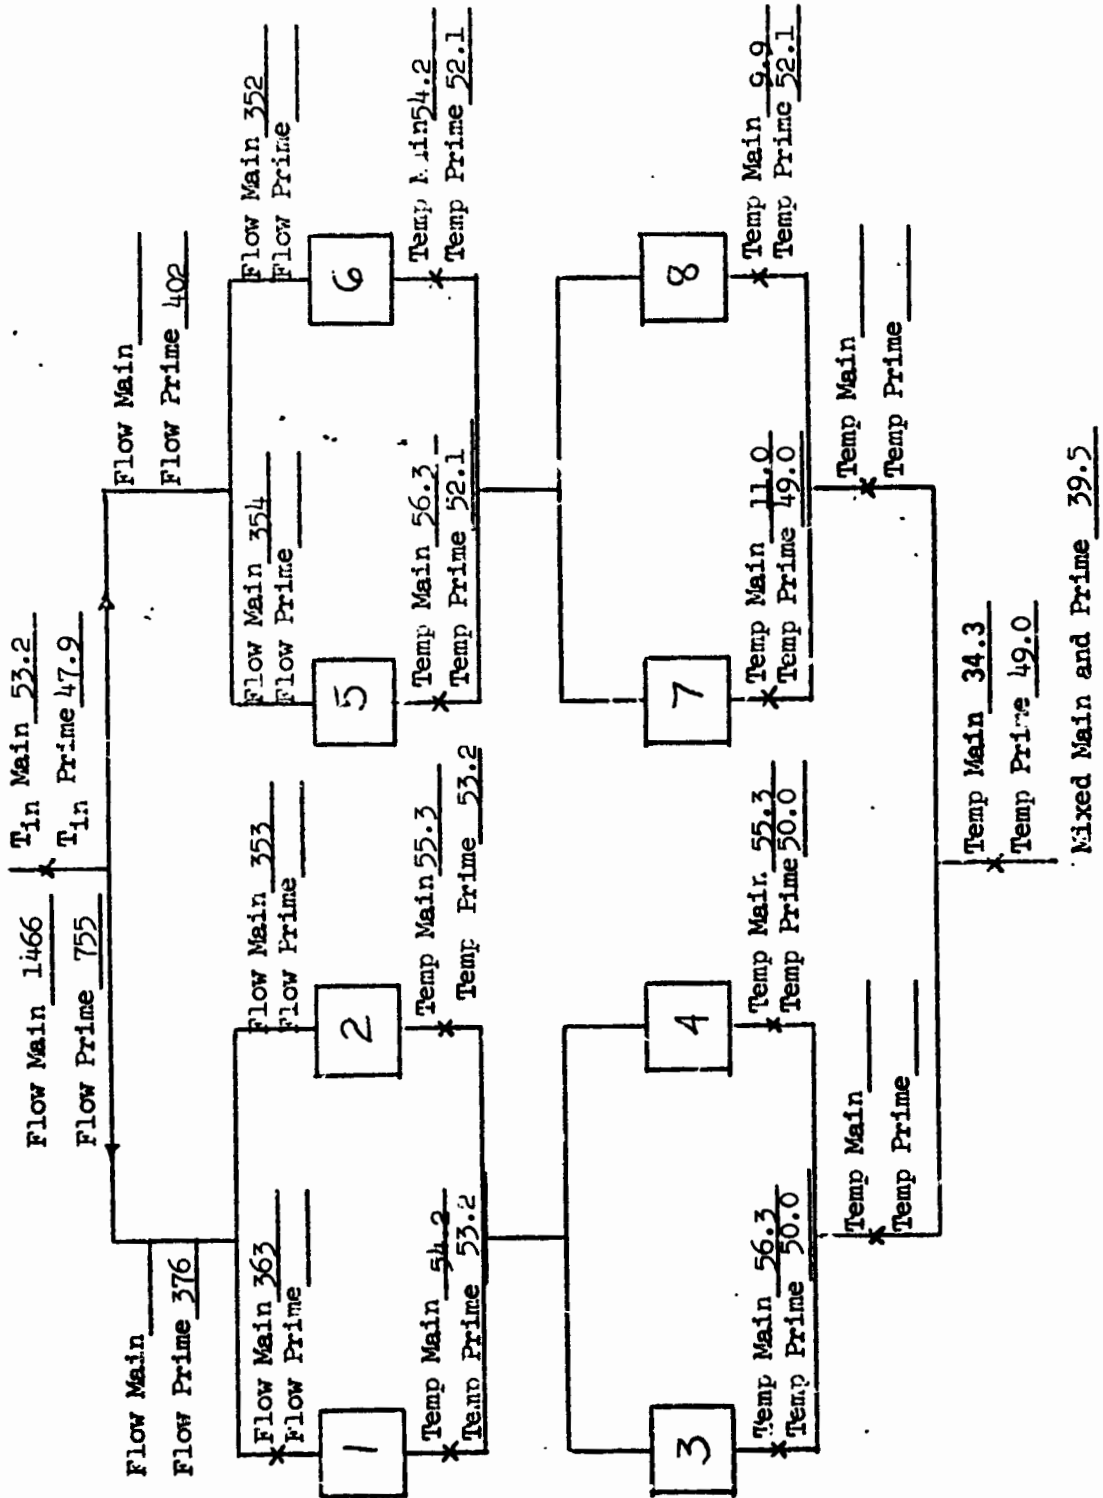 Flow Main 1466
Flow Prime 755
Tin Main 53.2
Tin Prime 47.9
Flow Main
Flow Prime 376
Flow Main
Flow Prime 402
Flow Main 363
Flow Prime
Flow Main 353
Flow Prime
Flow Main 354
Flow Prime
Flow Main 352
Flow Prime
1
2
5
6
Temp Main 54.2
Temp Prime 53.2
Temp Main 55.3
Temp Prime 53.2
Temp Main 56.3
Temp Prime 52.1
Temp Main 54.2
Temp Prime 52.1
3
4
7
8
Temp Main 56.3
Temp Prime 50.0
Temp Main 55.3
Temp Prime 50.0
Temp Main 11.0
Temp Prime 49.0
Temp Main 9.9
Temp Prime 52.1
Temp Main
Temp Prime
Temp Main
Temp Prime
Temp Main 34.3
Temp Prime 49.0
Mixed Main and Prime 39.5